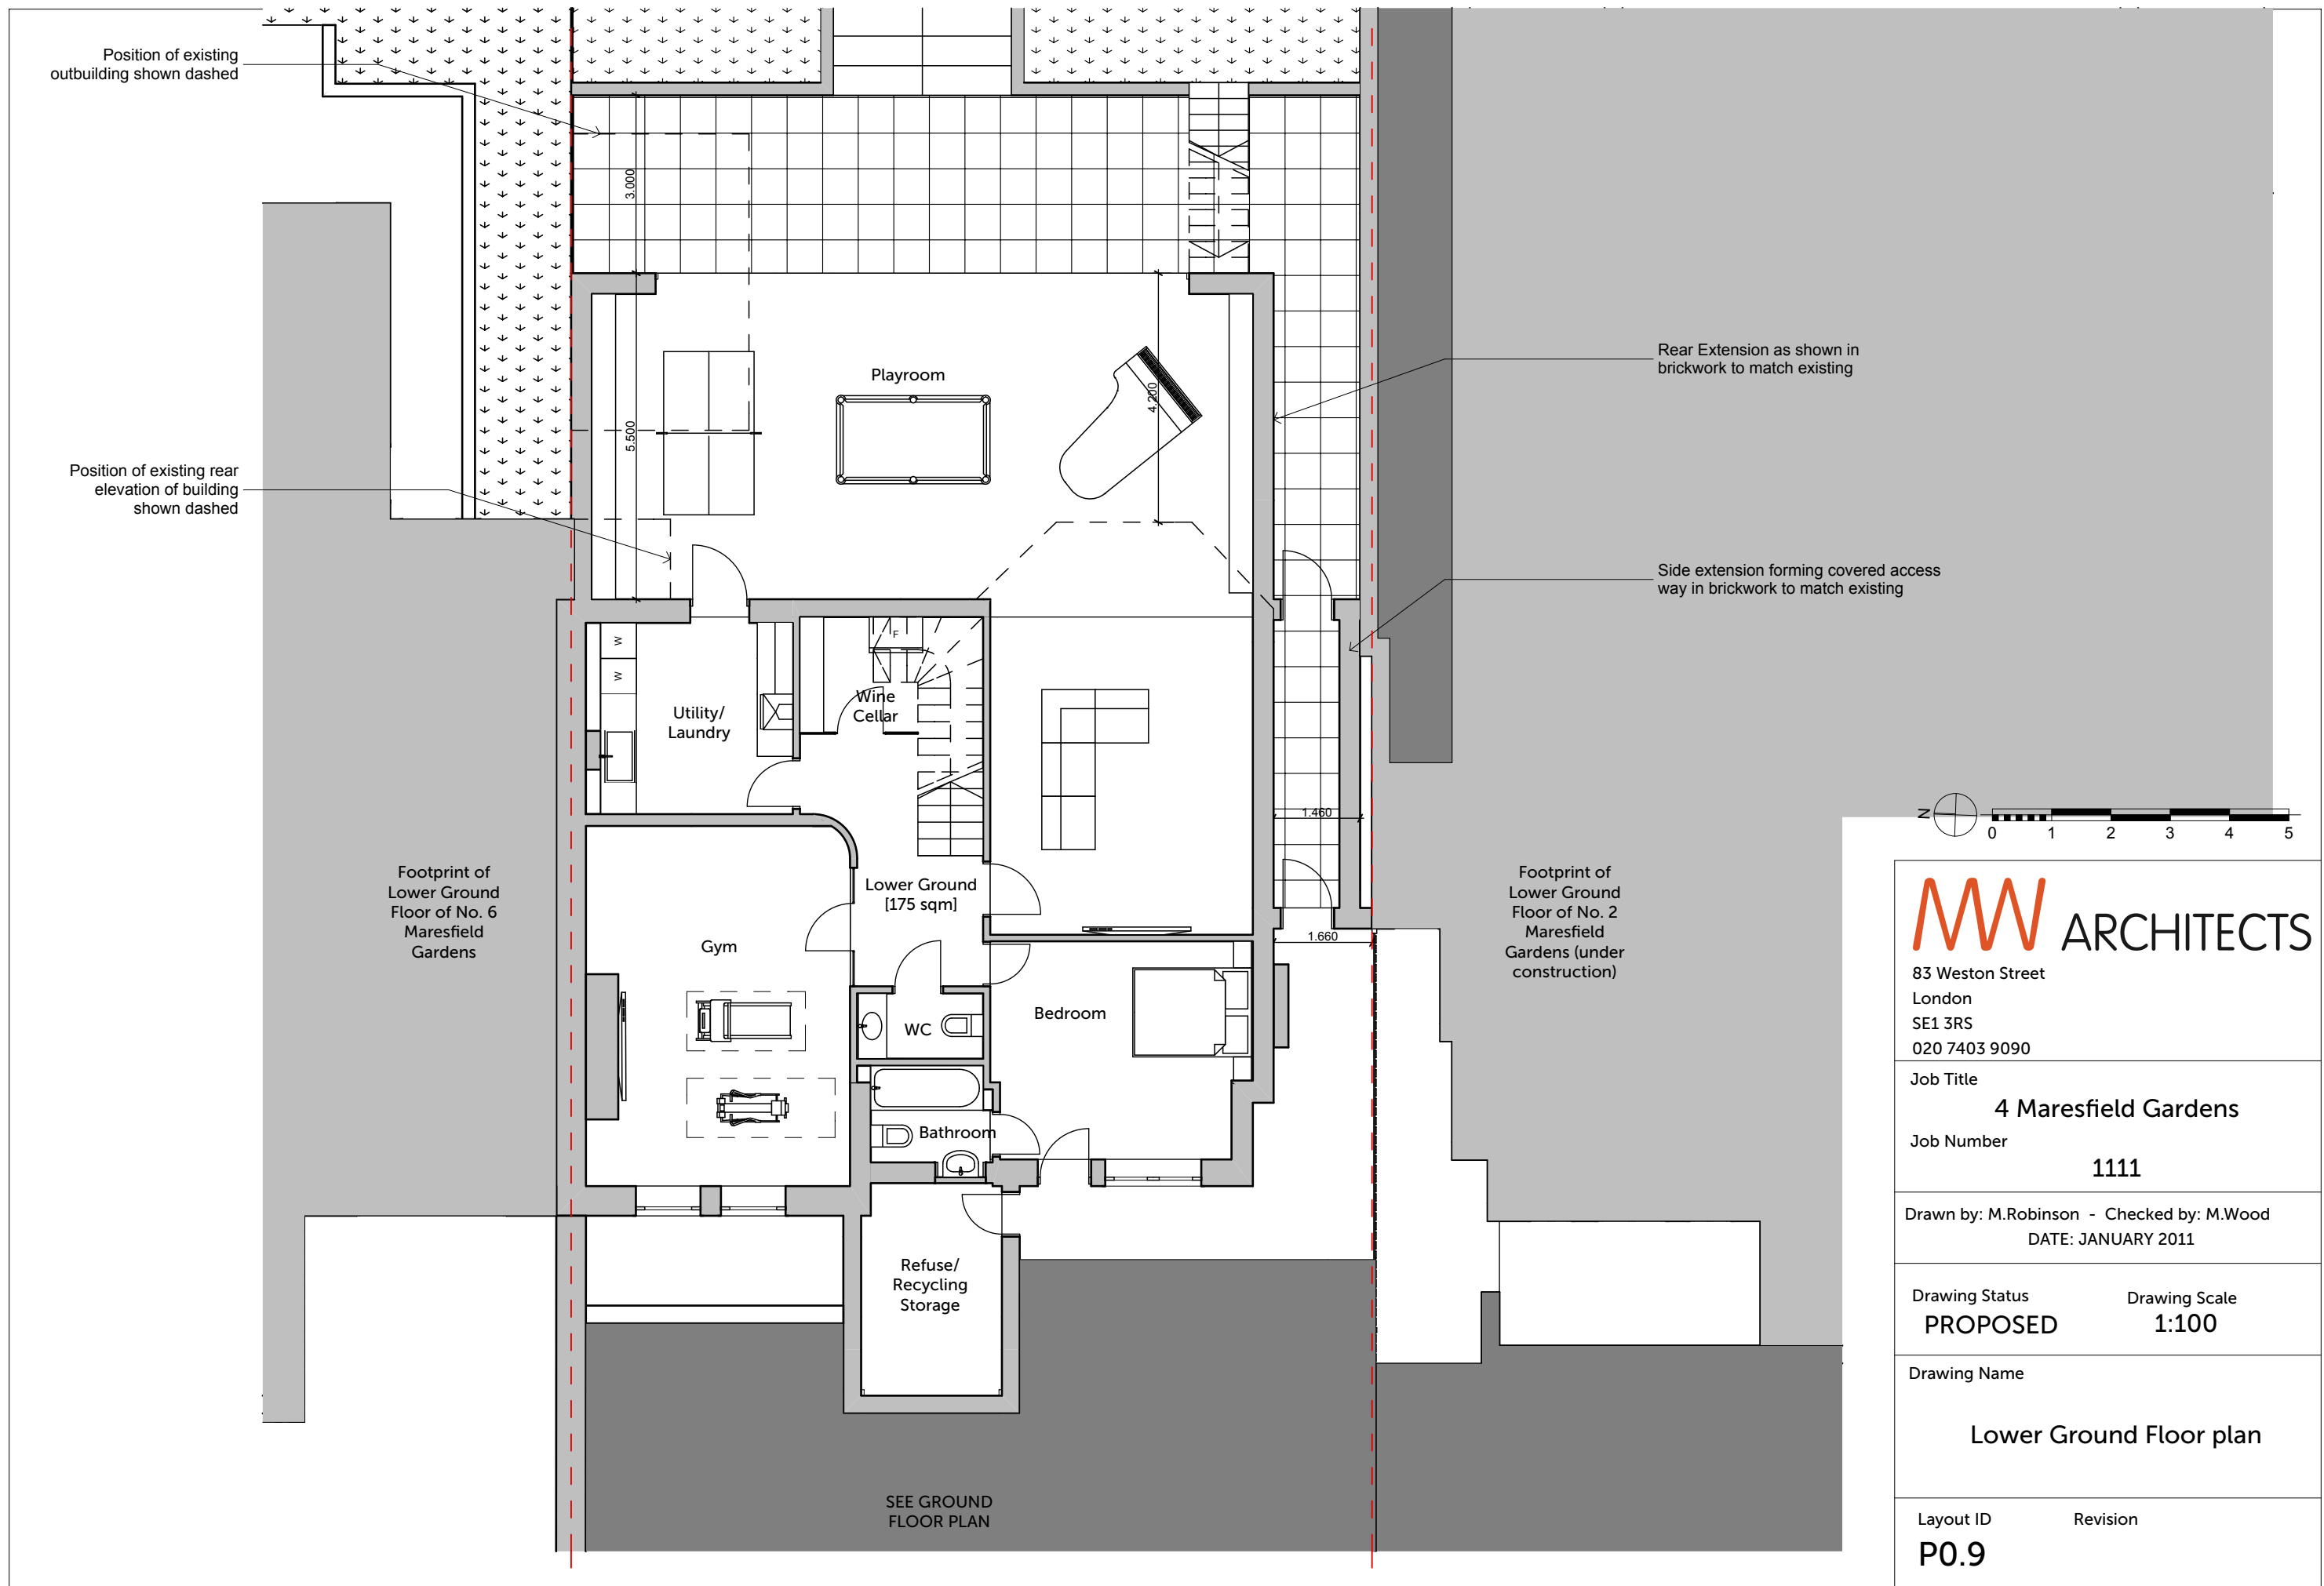 Position of existing
outbuilding shown dashed
3.000
Rear Extension as shown in
brickwork to match existing
Playroom
4.200
5.500
Position of existing rear
elevation of building
shown dashed
Side extension forming covered access
way in brickwork to match existing
W
W
F
Wine
Cellar
Utility/
Laundry
1.460
N
0 1 2 3 4 5
Footprint of
Lower Ground
Floor of No. 6
Maresfield
Gardens
Lower Ground
[175 sqm]
Footprint of
Lower Ground
Floor of No. 2
Maresfield
Gardens (under
construction)
Gym
1.660
WC
Bedroom
Bathroom
Refuse/
Recycling
Storage
SEE GROUND
FLOOR PLAN
MW ARCHITECTS
83 Weston Street
London
SE1 3RS
020 7403 9090
Job Title
4 Maresfield Gardens
Job Number
1111
Drawn by: M.Robinson - Checked by: M.Wood
DATE: JANUARY 2011
Drawing Status
PROPOSED
Drawing Scale
1:100
Drawing Name
Lower Ground Floor plan
Layout ID
P0.9
Revision